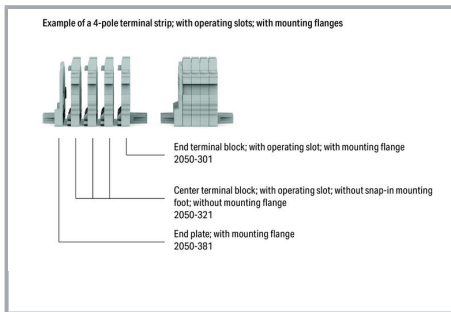 Example of a 4-pole terminal strip; with operating slots; with mounting flanges
End terminal block; with operating slot; with mounting flange
2050-301
Center terminal block; with operating slot; without snap-in mounting
foot; without mounting flange
2050-321
End plate; with mounting flange
2050-381